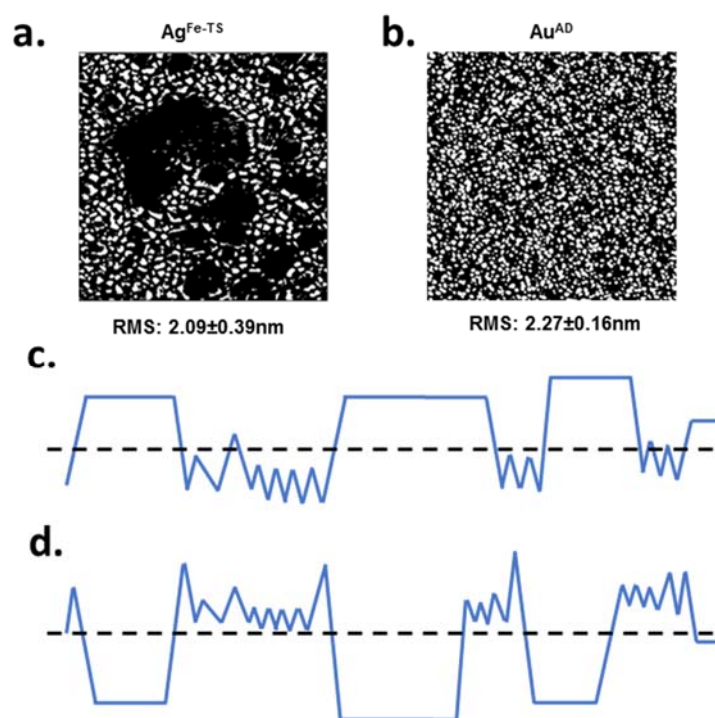 a.
Ag^Fe-TS
b.
Au^AD
RMS: 2.09±0.39nm
RMS: 2.27±0.16nm
c.
d.